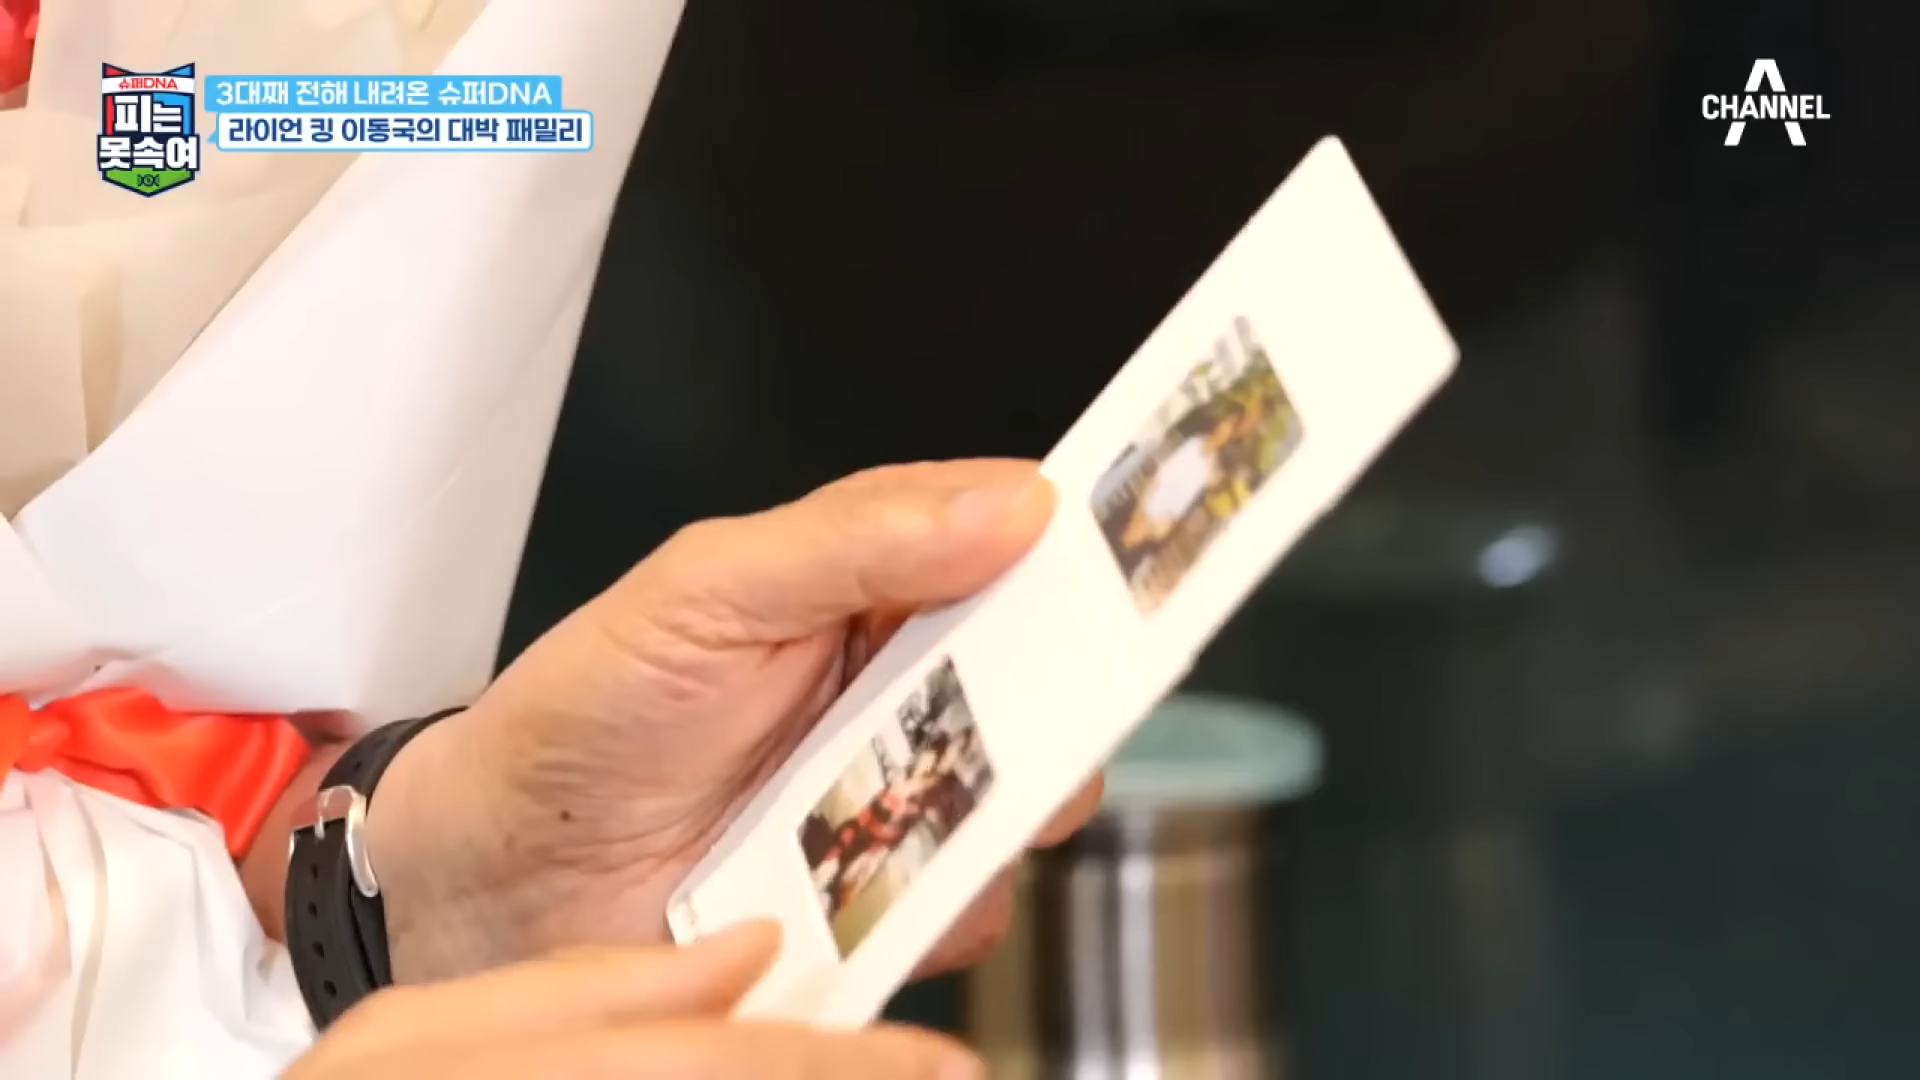 슈퍼DNA
피는
못속여
3대째 전해 내려온 슈퍼DNA
라이언 킹 이동국의 대박 패밀리
CHANNEL A